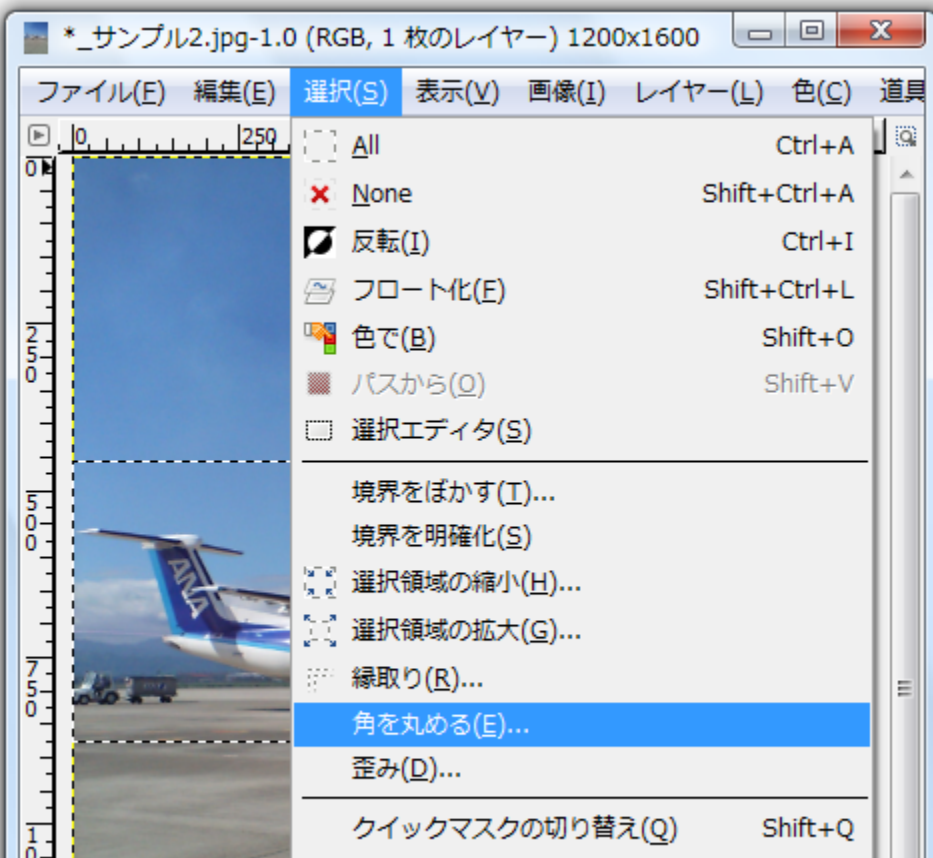 *_サンプル2.jpg-1.0 (RGB, 1 枚のレイヤー) 1200x1600
ファイル(F) 編集(E) 選択(S) 表示(V) 画像(I) レイヤー(L) 色(C) 道具
0 250
All Ctrl+A
None Shift+Ctrl+A
反転(I) Ctrl+I
フロート化(F) Shift+Ctrl+L
色で(B) Shift+O
パスから(O) Shift+V
選択エディタ(S)
境界をぼかす(T)...
境界を明確化(S)
選択領域の縮小(H)...
選択領域の拡大(G)...
縁取り(R)...
角を丸める(E)...
歪み(D)...
クイックマスクの切り替え(Q) Shift+Q
0
250
500
750
10
ANA